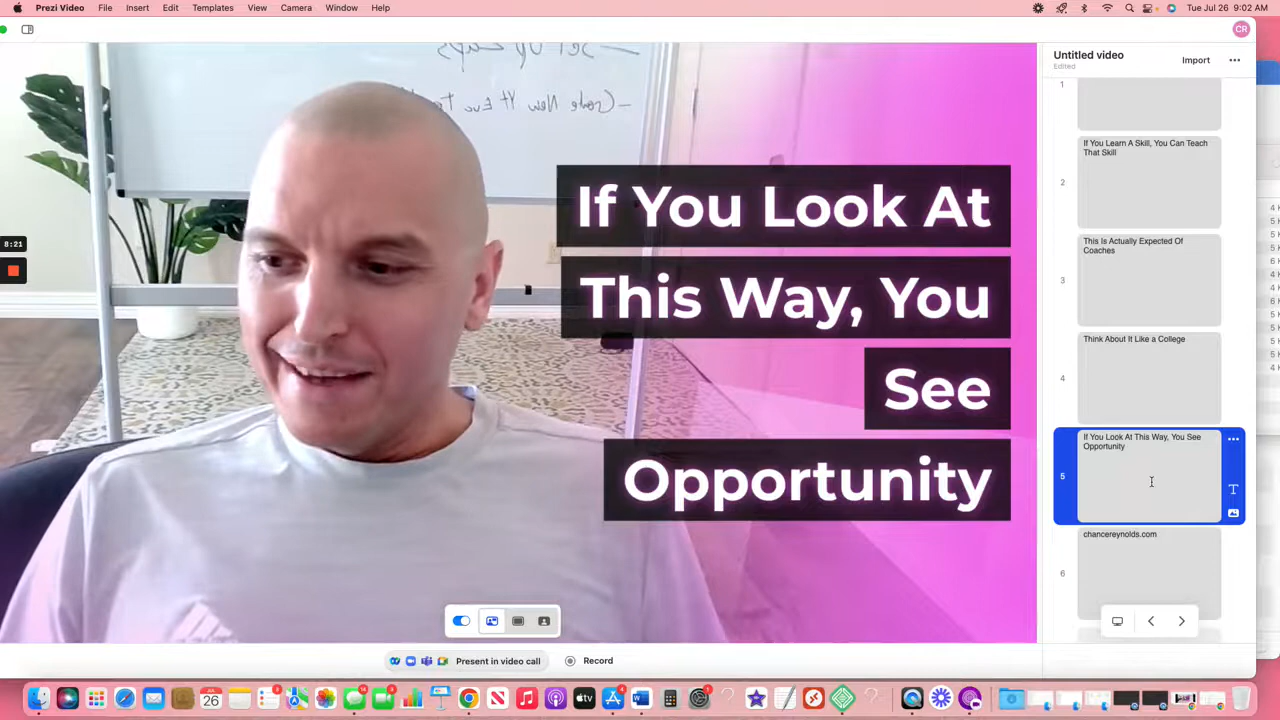 Prezi Video File Insert Edit Templates View Camera Window Help
Tue Jul 26 9:02 AM
CR
Untitled video
Edited
Import
8:21
If You Look At
This Way, You
See
Opportunity
1
2
If You Learn A Skill, You Can Teach
That Skill
3
This Is Actually Expected Of
Coaches
4
Think About It Like a College
5
If You Look At This Way, You See
Opportunity
6
chancereynolds.com
Present in video call
Record